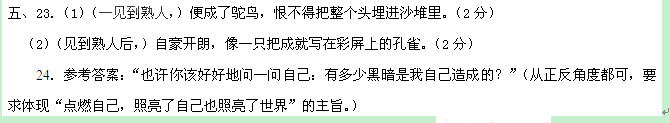 五、23.（1）（一见到熟人，）便成了鸵鸟，恨不得把整个头埋进沙堆里。（2 分）
（2）（见到熟人后，）自豪开朗，像一只把成就写在彩屏上的孔雀。（2 分）
24. 参考答案：“也许你该好好地问一问自己：有多少黑暗是我自己造成的？”（从正反角度都可，要
求体现“点燃自己，照亮了自己也照亮了世界”的主旨。）